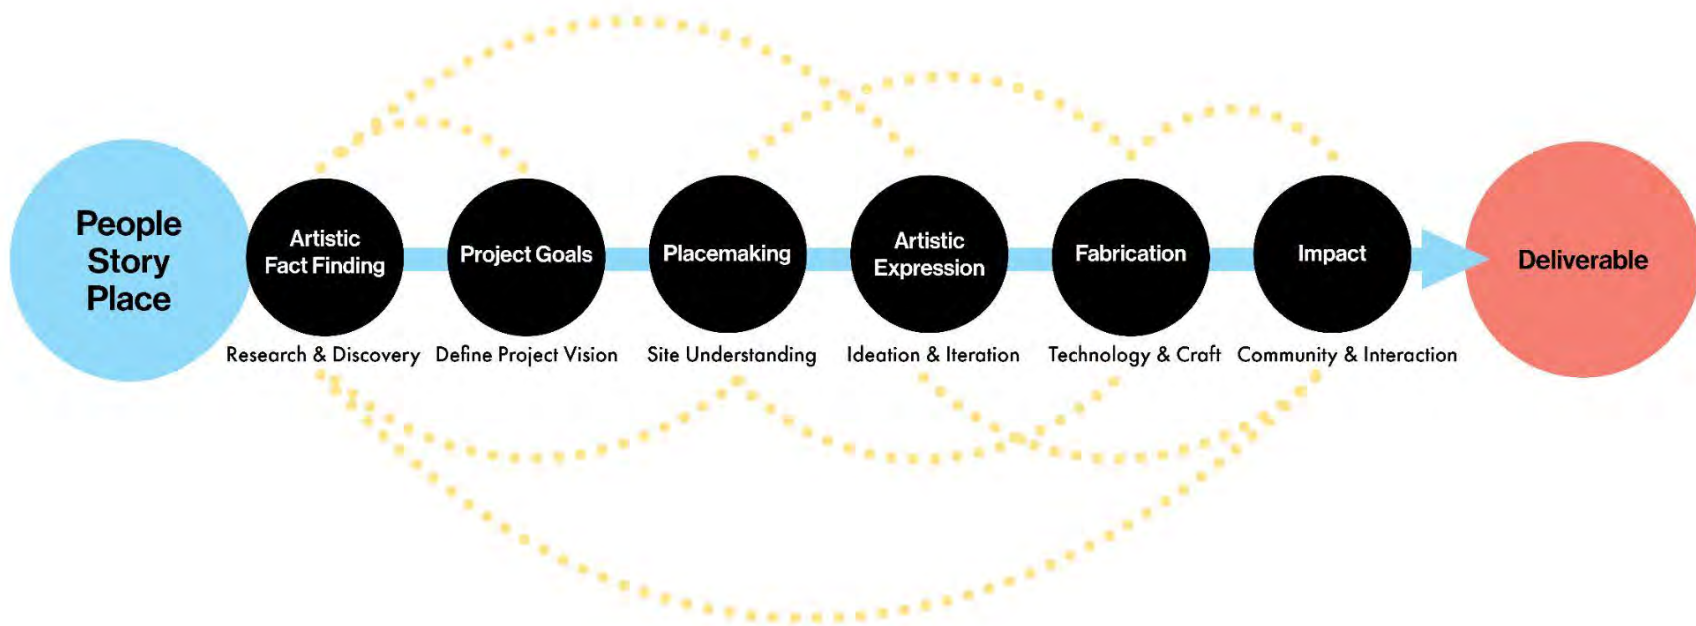 People
Story
Place
Artistic
Fact Finding
Project Goals
Placemaking
Artistic
Expression
Fabrication
Impact
Deliverable
Research & Discovery
Define Project Vision
Site Understanding
Ideation & Iteration
Technology & Craft
Community & Interaction